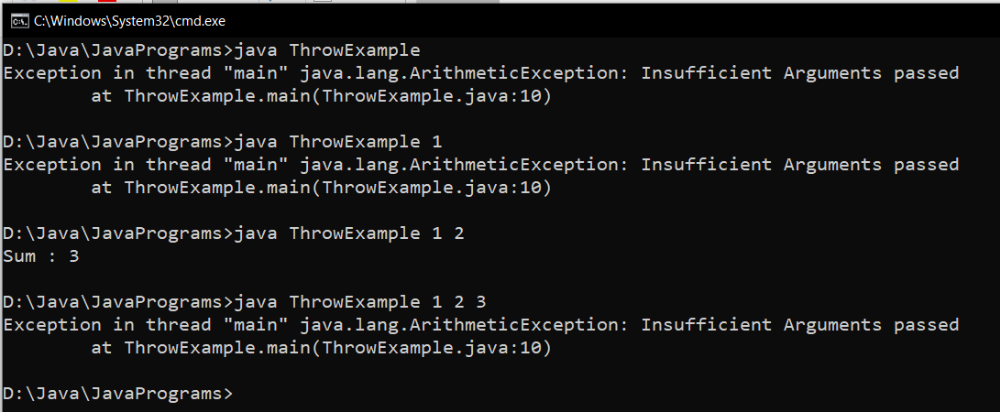 C:\Windows\System32\cmd.exe
D:\Java\JavaPrograms>java ThrowExample
Exception in thread "main" java.lang.ArithmeticException: Insufficient Arguments passed
        at ThrowExample.main(ThrowExample.java:10)
D:\Java\JavaPrograms>java ThrowExample 1
Exception in thread "main" java.lang.ArithmeticException: Insufficient Arguments passed
        at ThrowExample.main(ThrowExample.java:10)
D:\Java\JavaPrograms>java ThrowExample 1 2
Sum : 3
D:\Java\JavaPrograms>java ThrowExample 1 2 3
Exception in thread "main" java.lang.ArithmeticException: Insufficient Arguments passed
        at ThrowExample.main(ThrowExample.java:10)
D:\Java\JavaPrograms>